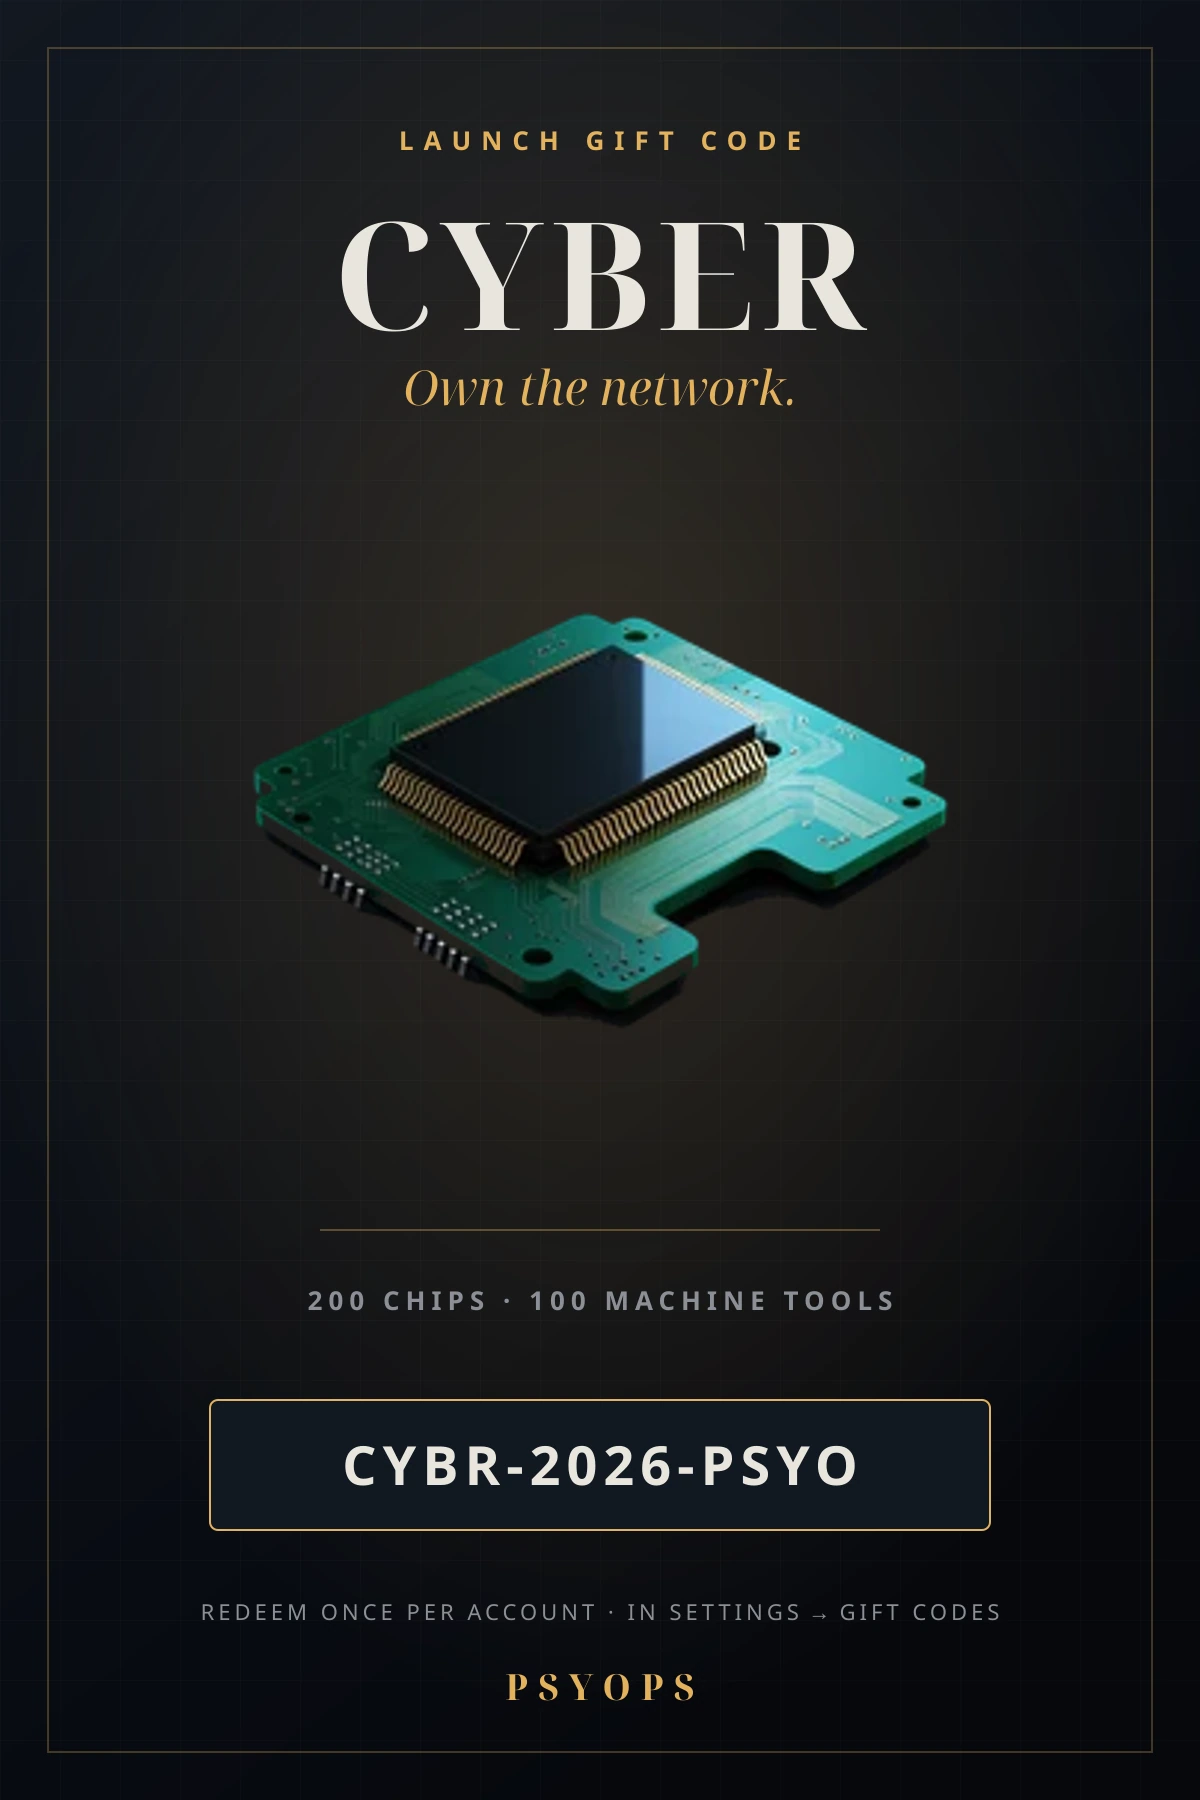 LAUNCH GIFT CODE
CYBER
Own the network.
200 CHIPS · 100 MACHINE TOOLS
CYBR-2026-PSYO
REDEEM ONCE PER ACCOUNT · IN SETTINGS → GIFT CODES
PSYOPS